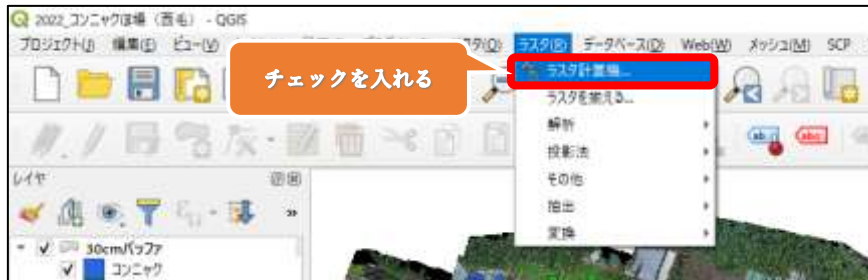 2022_コンニャクほ場（西毛） - QGIS
プロジェクト(J) 編集(E) ビュー(V) ラスタ(R) データベース(D) Web(W) メッシュ(M) SCP
チェックを入れる
ラスタ計算機...
ラスタを揃える...
解析
投影法
その他
抽出
変換
レイヤ
30cmバッファ
コンニャク